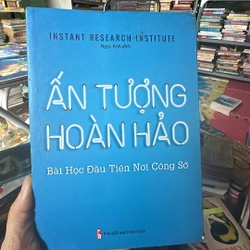 INSTANT RESEARCH INSTITUTE
ẤN TƯỢNG
HOÀN HẢO
Bài Học Đầu Tiên Nơi Công Sở